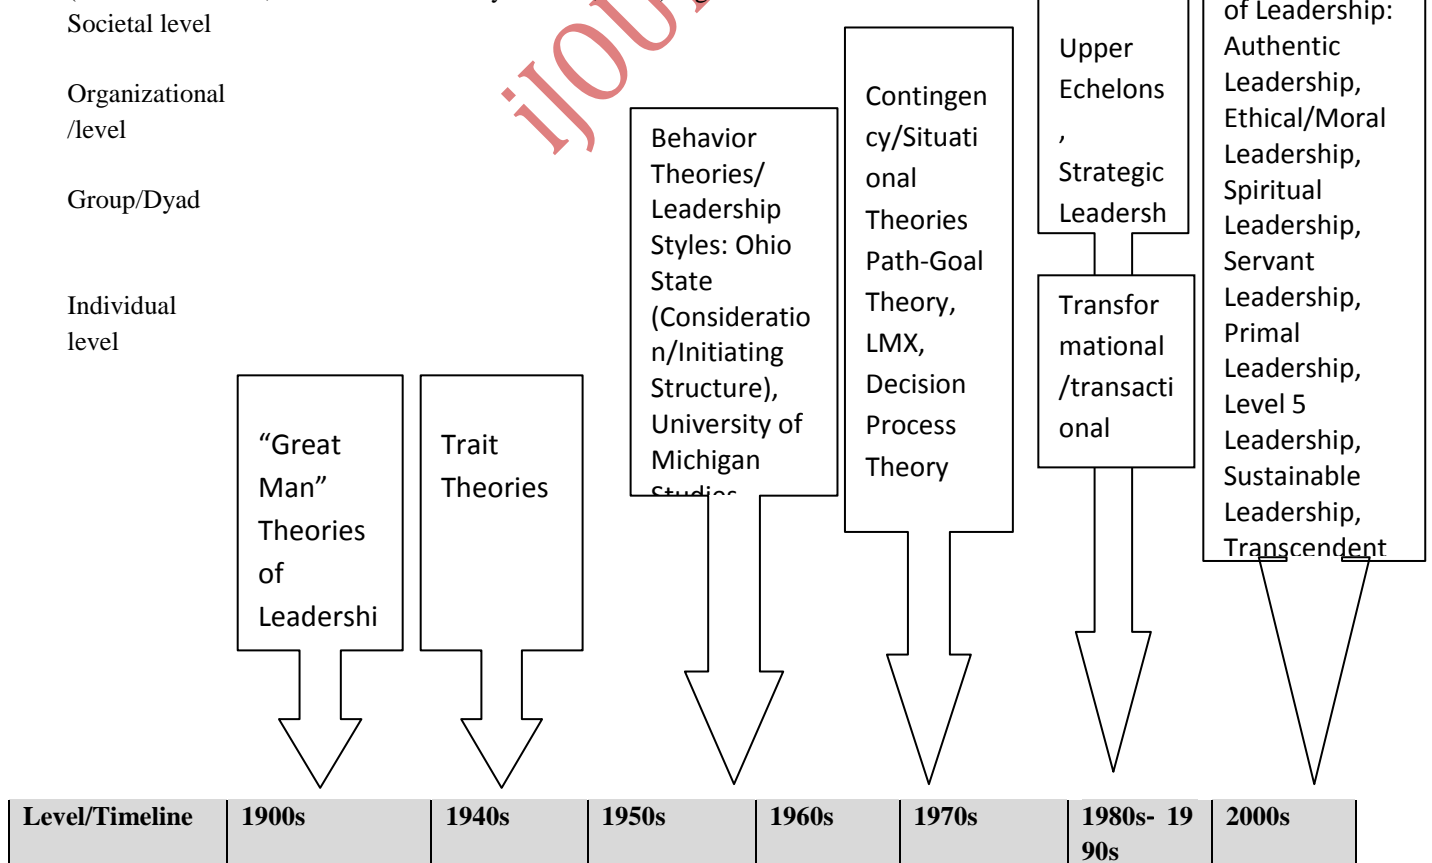 Societal level
Organizational
/level
Group/Dyad
Individual
level
“Great
Man”
Theories
of
Leadershi
Trait
Theories
Behavior
Theories/
Leadership
Styles: Ohio
State
(Consideratio
n/Initiating
Structure),
University of
Michigan
Studies
Contingen
cy/Situati
onal
Theories
Path-Goal
Theory,
LMX,
Decision
Process
Theory
Upper
Echelons
,
Strategic
Leadersh
Transfor
mational
/transacti
onal
of Leadership:
Authentic
Leadership,
Ethical/Moral
Leadership,
Spiritual
Leadership,
Servant
Leadership,
Primal
Leadership,
Level 5
Leadership,
Sustainable
Leadership,
Transcendent
Level/Timeline 1900s 1940s 1950s 1960s 1970s 1980s- 19 2000s
90s
iJOU